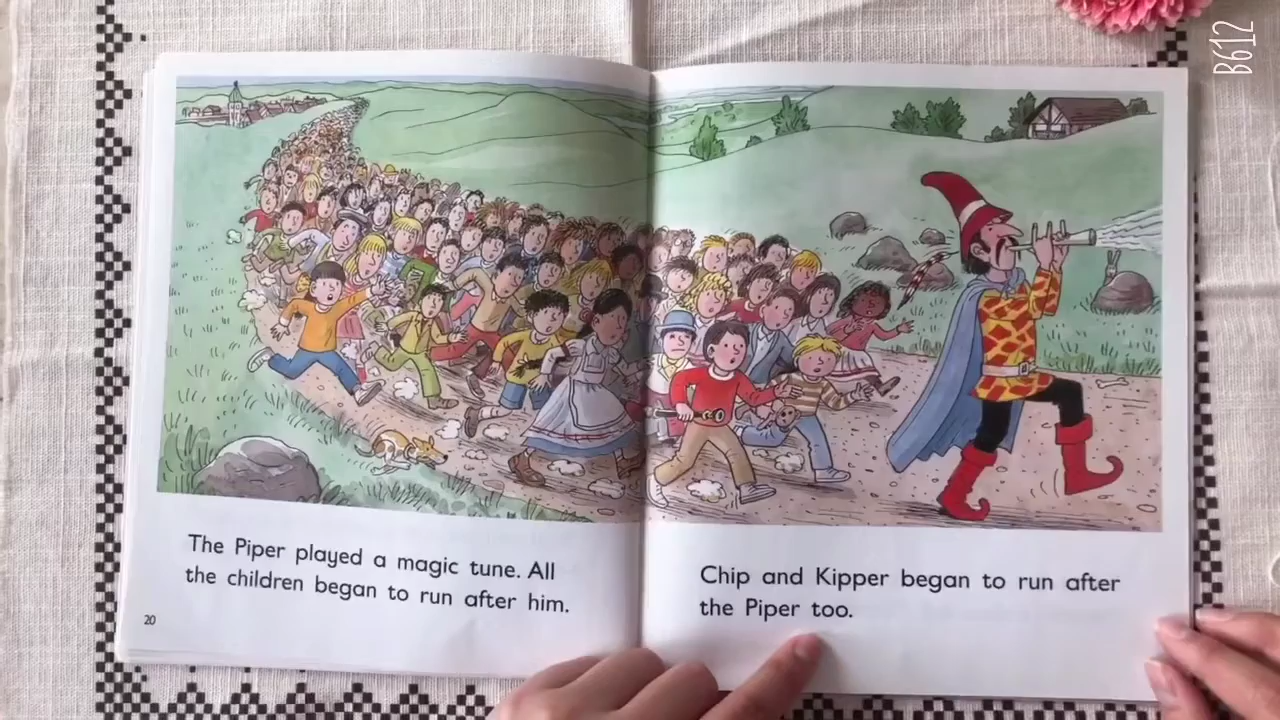 The Piper played a magic tune. All
the children began to run after him.
20
Chip and Kipper began to run after
the Piper too.
B612